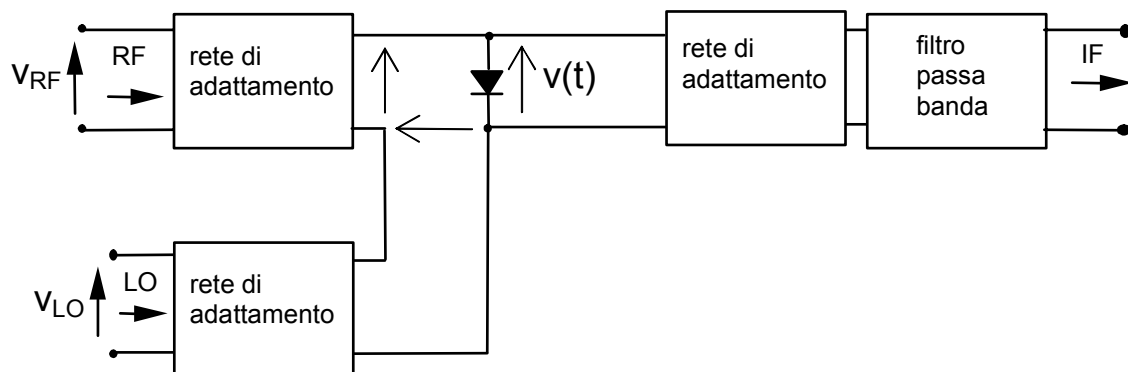 RF
vRF
rete di
adattamento
v(t)
rete di
adattamento
filtro
passa
banda
IF
LO
vLO
rete di
adattamento